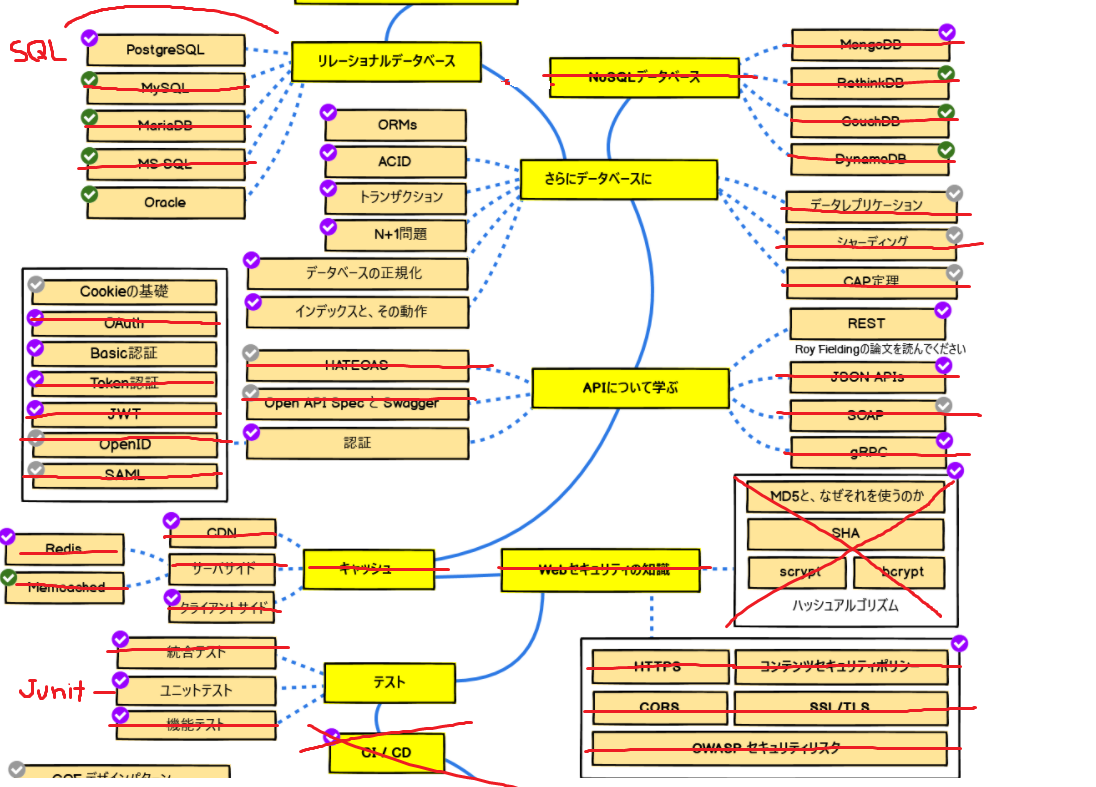 SQL
PostgreSQL
MySQL
MariaDB
MS SQL
Oracle
リレーショナルデータベース
NoSQLデータベース
MongoDB
RethinkDB
CouchDB
DynamoDB
ORMs
ACID
トランザクション
N+1問題
データベースの正規化
インデックスと、その動作
さらにデータベースに
データレプリケーション
シャーディング
CAP定理
Cookieの基礎
OAuth
Basic認証
Token認証
JWT
OpenID
SAML
HATEOAS
Open API Spec と Swagger
認証
APIについて学ぶ
REST
Roy Fieldingの論文を読んでください
JSON APIs
SOAP
gRPC
MD5と、なぜそれを使うのか
SHA
scrypt
bcrypt
ハッシュアルゴリズム
Redis
Memcached
CDN
サーバサイド
クライアントサイド
キャッシュ
Webセキュリティの知識
HTTPS
コンテンツセキュリティポリシー
CORS
SSL/TLS
OWASP セキュリティリスク
統合テスト
Junit
ユニットテスト
機能テスト
テスト
CI / CD
GOF デザインパターン